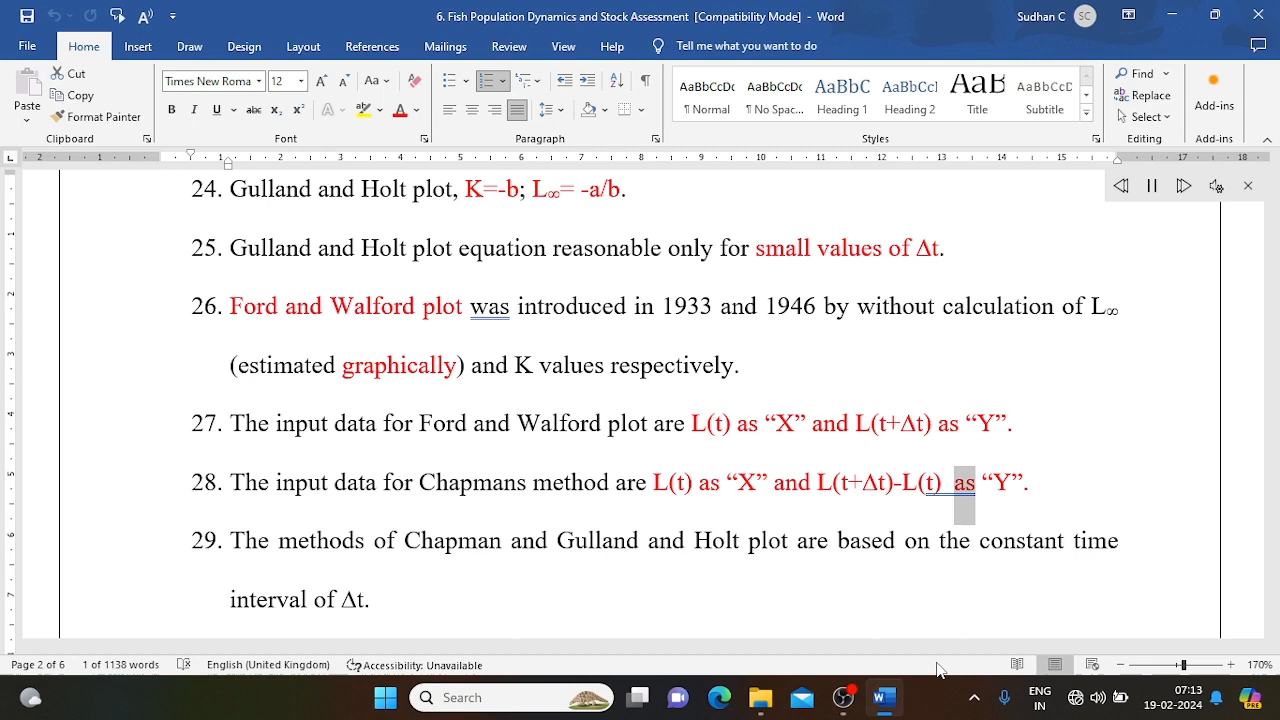 6. Fish Population Dynamics and Stock Assessment [Compatibility Mode] - Word
Sudhan C SC
File Home Insert Draw Design Layout References Mailings Review View Help Tell me what you want to do
Paste Cut Copy Format Painter
Times New Roma 12
AaBbCcDc AaBbCcDc AaBbC AaBbCcI AaB AaBbCcD
¶ Normal ¶ No Spac... Heading 1 Heading 2 Title Subtitle
Find Replace Select Add-ins
Clipboard Font Paragraph Styles Editing Add-ins
24. Gulland and Holt plot, K=-b; L∞= -a/b.
25. Gulland and Holt plot equation reasonable only for small values of Δt.
26. Ford and Walford plot was introduced in 1933 and 1946 by without calculation of L∞
(estimated graphically) and K values respectively.
27. The input data for Ford and Walford plot are L(t) as “X” and L(t+Δt) as “Y”.
28. The input data for Chapmans method are L(t) as “X” and L(t+Δt)-L(t) as “Y”.
29. The methods of Chapman and Gulland and Holt plot are based on the constant time
interval of Δt.
Page 2 of 6 1 of 1138 words English (United Kingdom) Accessibility: Unavailable 170%
Search
ENG
IN
07:13
15-02-2024